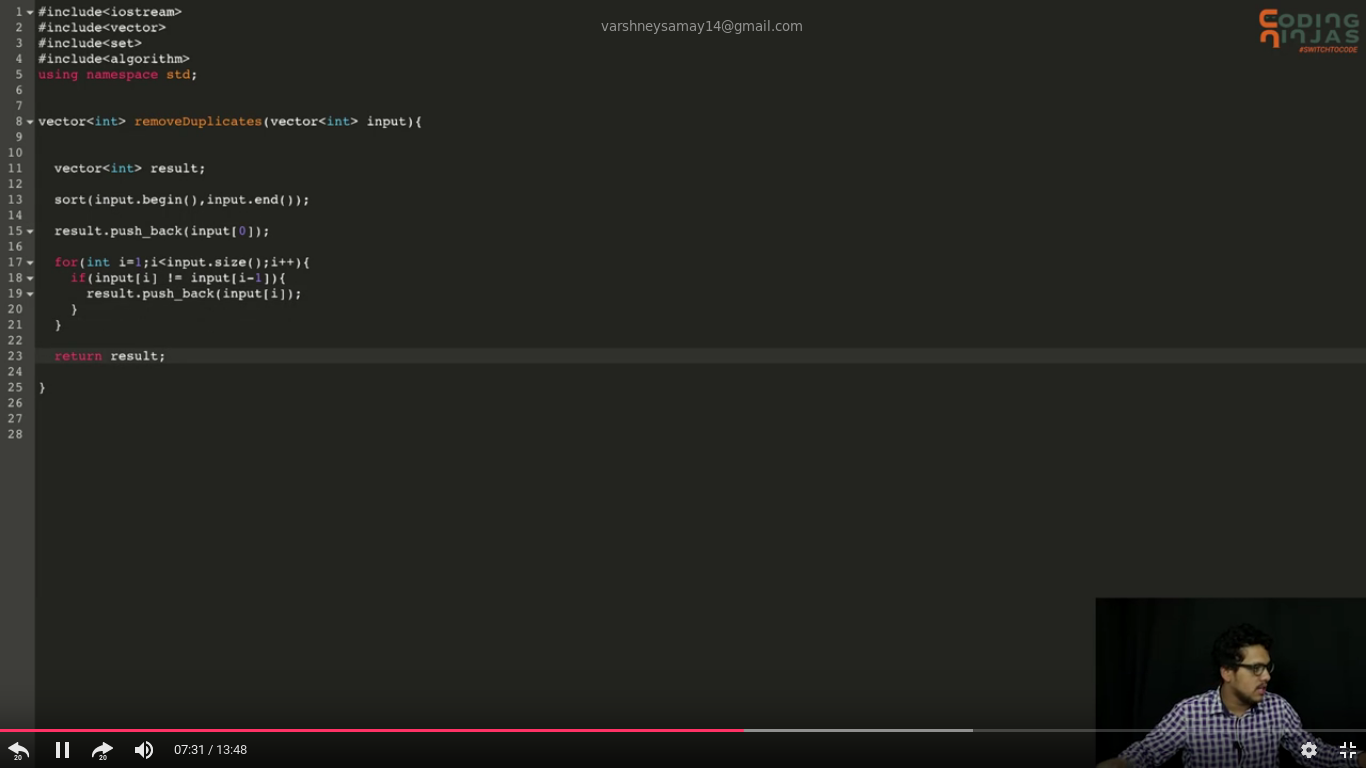 varshneysamay14@gmail.com
CODING
NINJAS
#SWITCHTOCODE
1 #include<iostream>
2 #include<vector>
3 #include<set>
4 #include<algorithm>
5 using namespace std;
6
7
8 vector<int> removeDuplicates(vector<int> input){
9
10
11 vector<int> result;
12
13 sort(input.begin(),input.end());
14
15 result.push_back(input[0]);
16
17 for(int i=1;i<input.size();i++){
18 if(input[i] != input[i-1]){
19 result.push_back(input[i]);
20 }
21 }
22
23 return result;
24
25 }
26
27
28
20
20
07:31 / 13:48